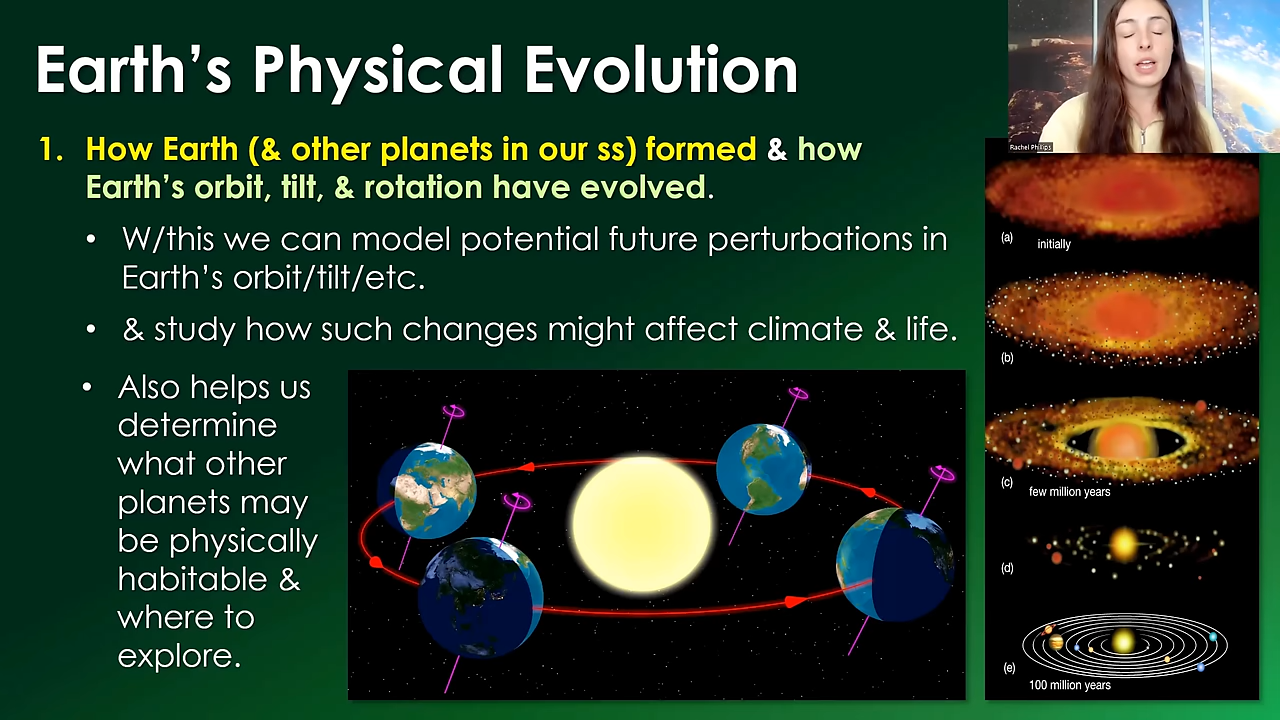 Earth's Physical Evolution
1. How Earth (& other planets in our ss) formed & how
Earth's orbit, tilt, & rotation have evolved.
• W/this we can model potential future perturbations in
Earth's orbit/tilt/etc.
• & study how such changes might affect climate & life.
• Also helps us
determine
what other
planets may
be physically
habitable &
where to
explore.
Rachel Phillips
(a) initially
(b)
(c) few million years
(d)
(e) 100 million years